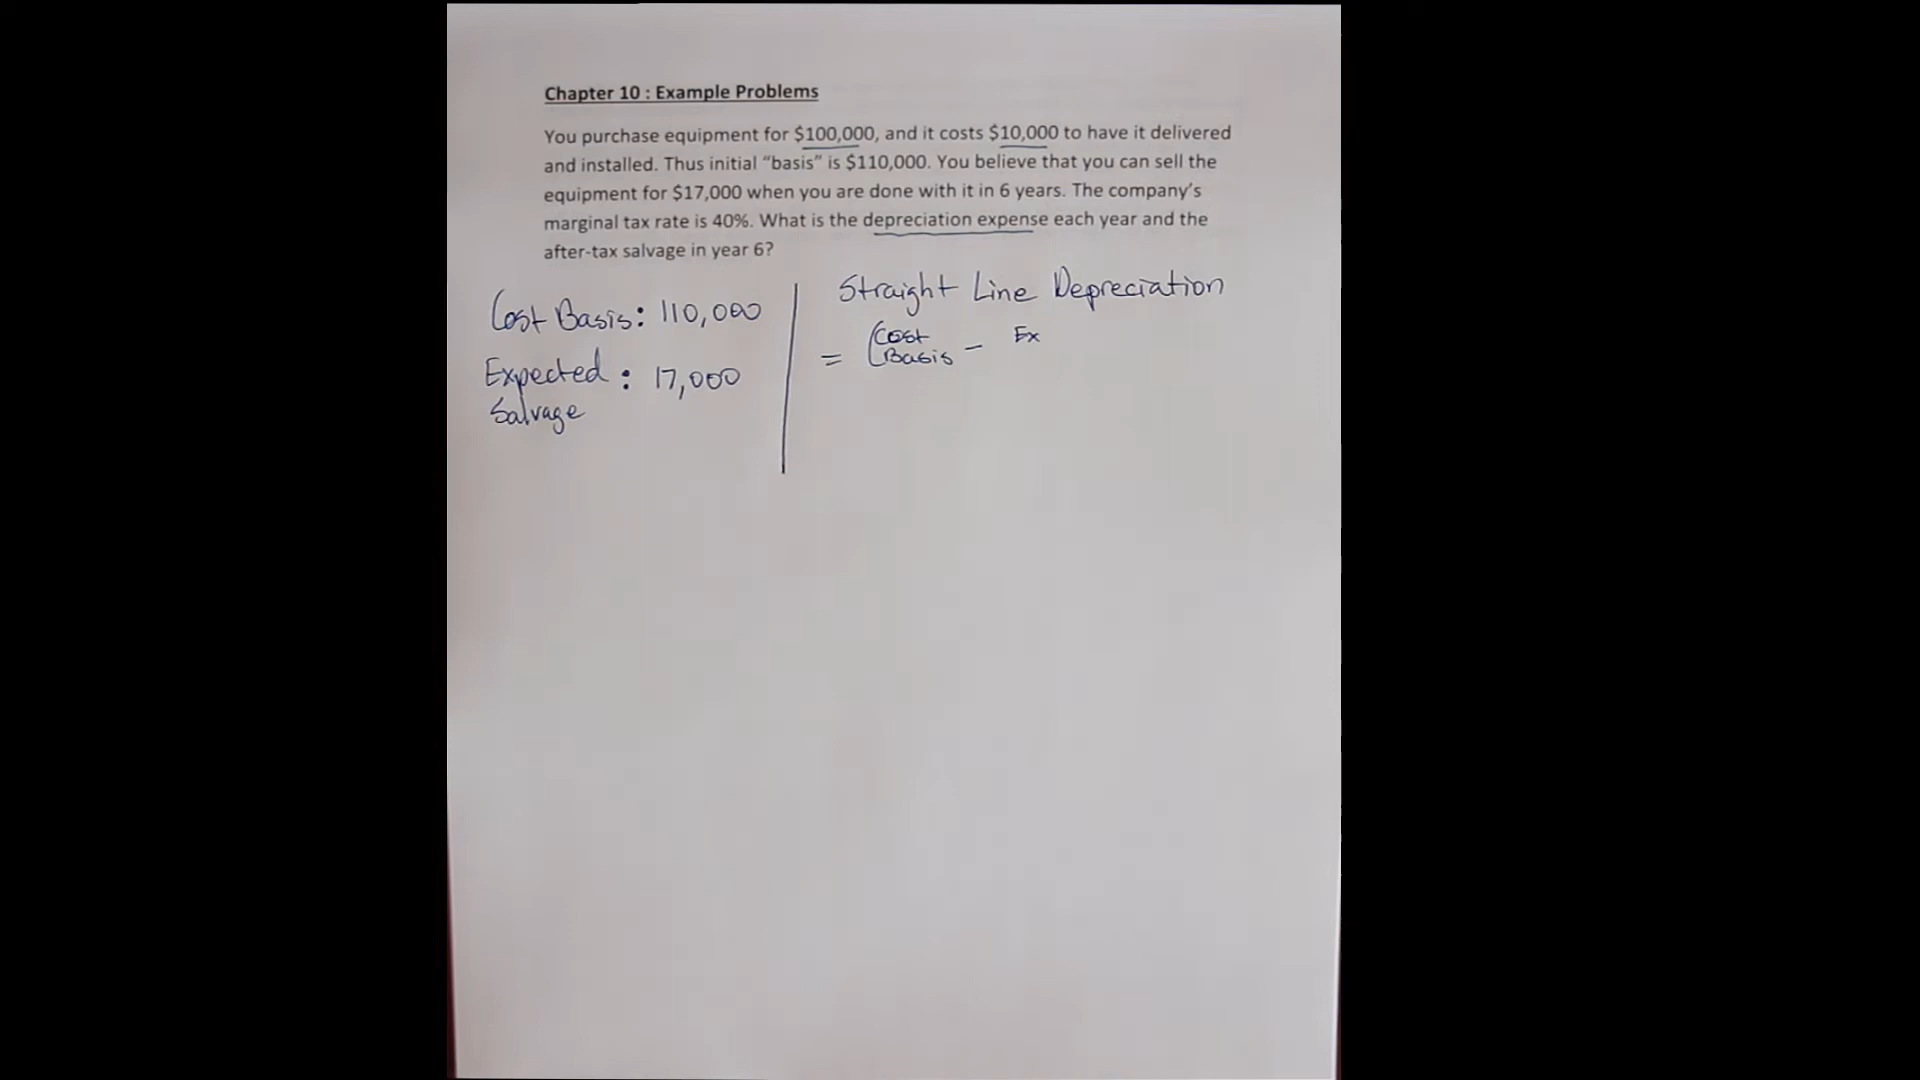 Chapter 10 : Example Problems
You purchase equipment for $100,000, and it costs $10,000 to have it delivered
and installed. Thus initial “basis” is $110,000. You believe that you can sell the
equipment for $17,000 when you are done with it in 6 years. The company’s
marginal tax rate is 40%. What is the depreciation expense each year and the
after-tax salvage in year 6?
Cost Basis: 110,000
Expected : 17,000
Salvage
Straight Line Depreciation
= (Cost Basis - Ex